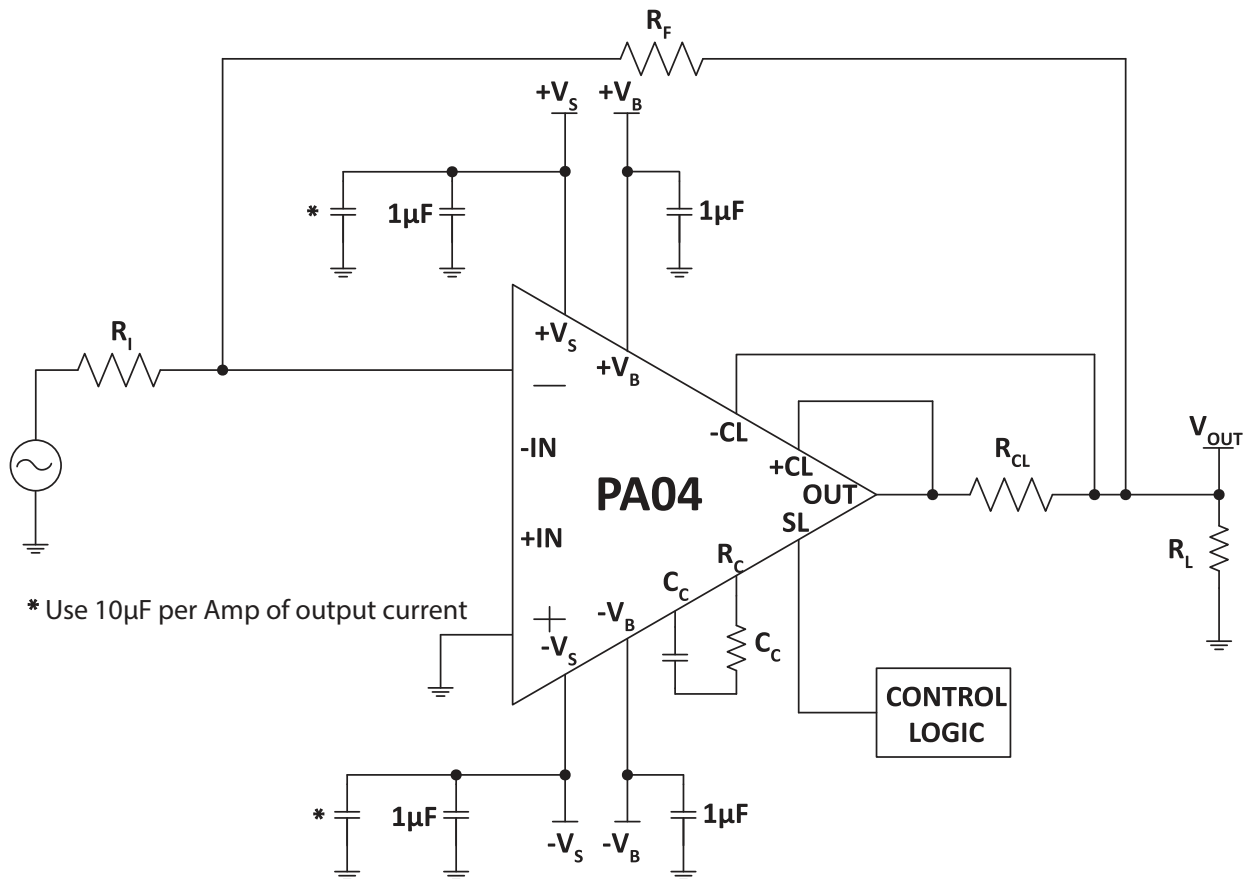 R_F
+V_S +V_B
* 1µF 1µF
R_I
+V_S
+V_B
-CL
+CL
-IN
PA04
OUT
R_CL
V_OUT
SL
+IN
R_C
R_L
C_C
* Use 10µF per Amp of output current
-V_B
-V_S
C_C
CONTROL
LOGIC
* 1µF 1µF
-V_S -V_B